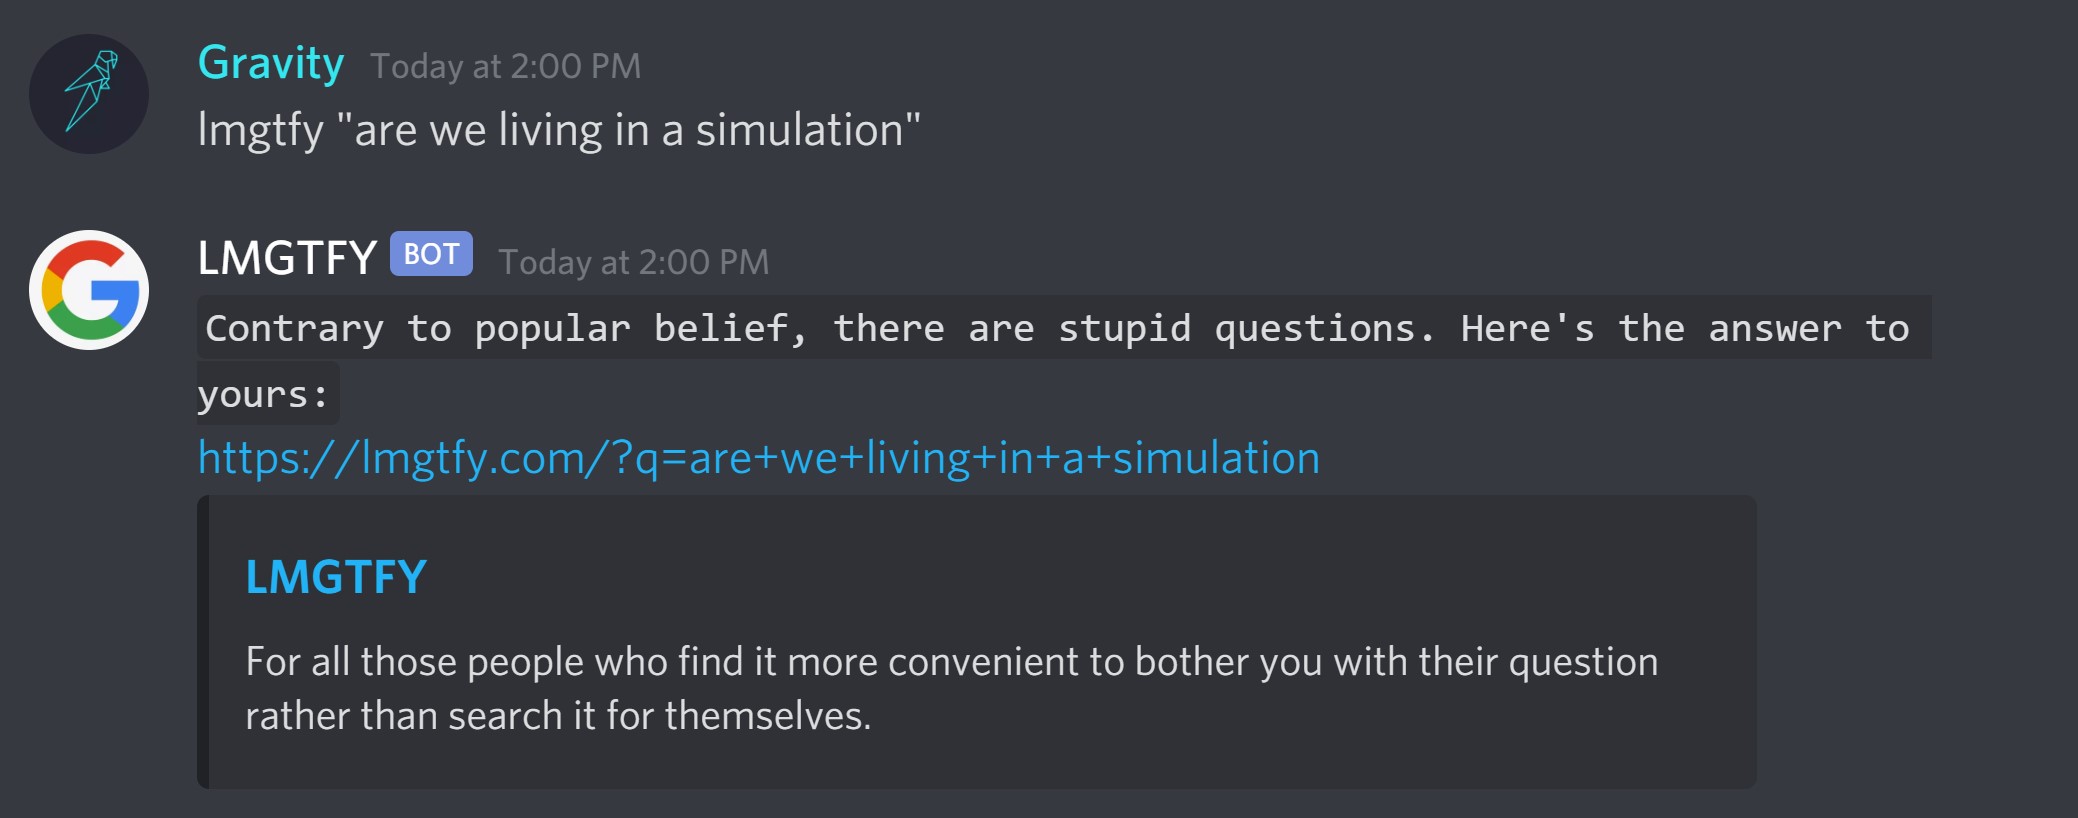 Gravity Today at 2:00 PM
lmgtfy "are we living in a simulation"
LMGTFY BOT Today at 2:00 PM
Contrary to popular belief, there are stupid questions. Here's the answer to
yours:
https://lmgtfy.com/?q=are+we+living+in+a+simulation
LMGTFY
For all those people who find it more convenient to bother you with their question
rather than search it for themselves.